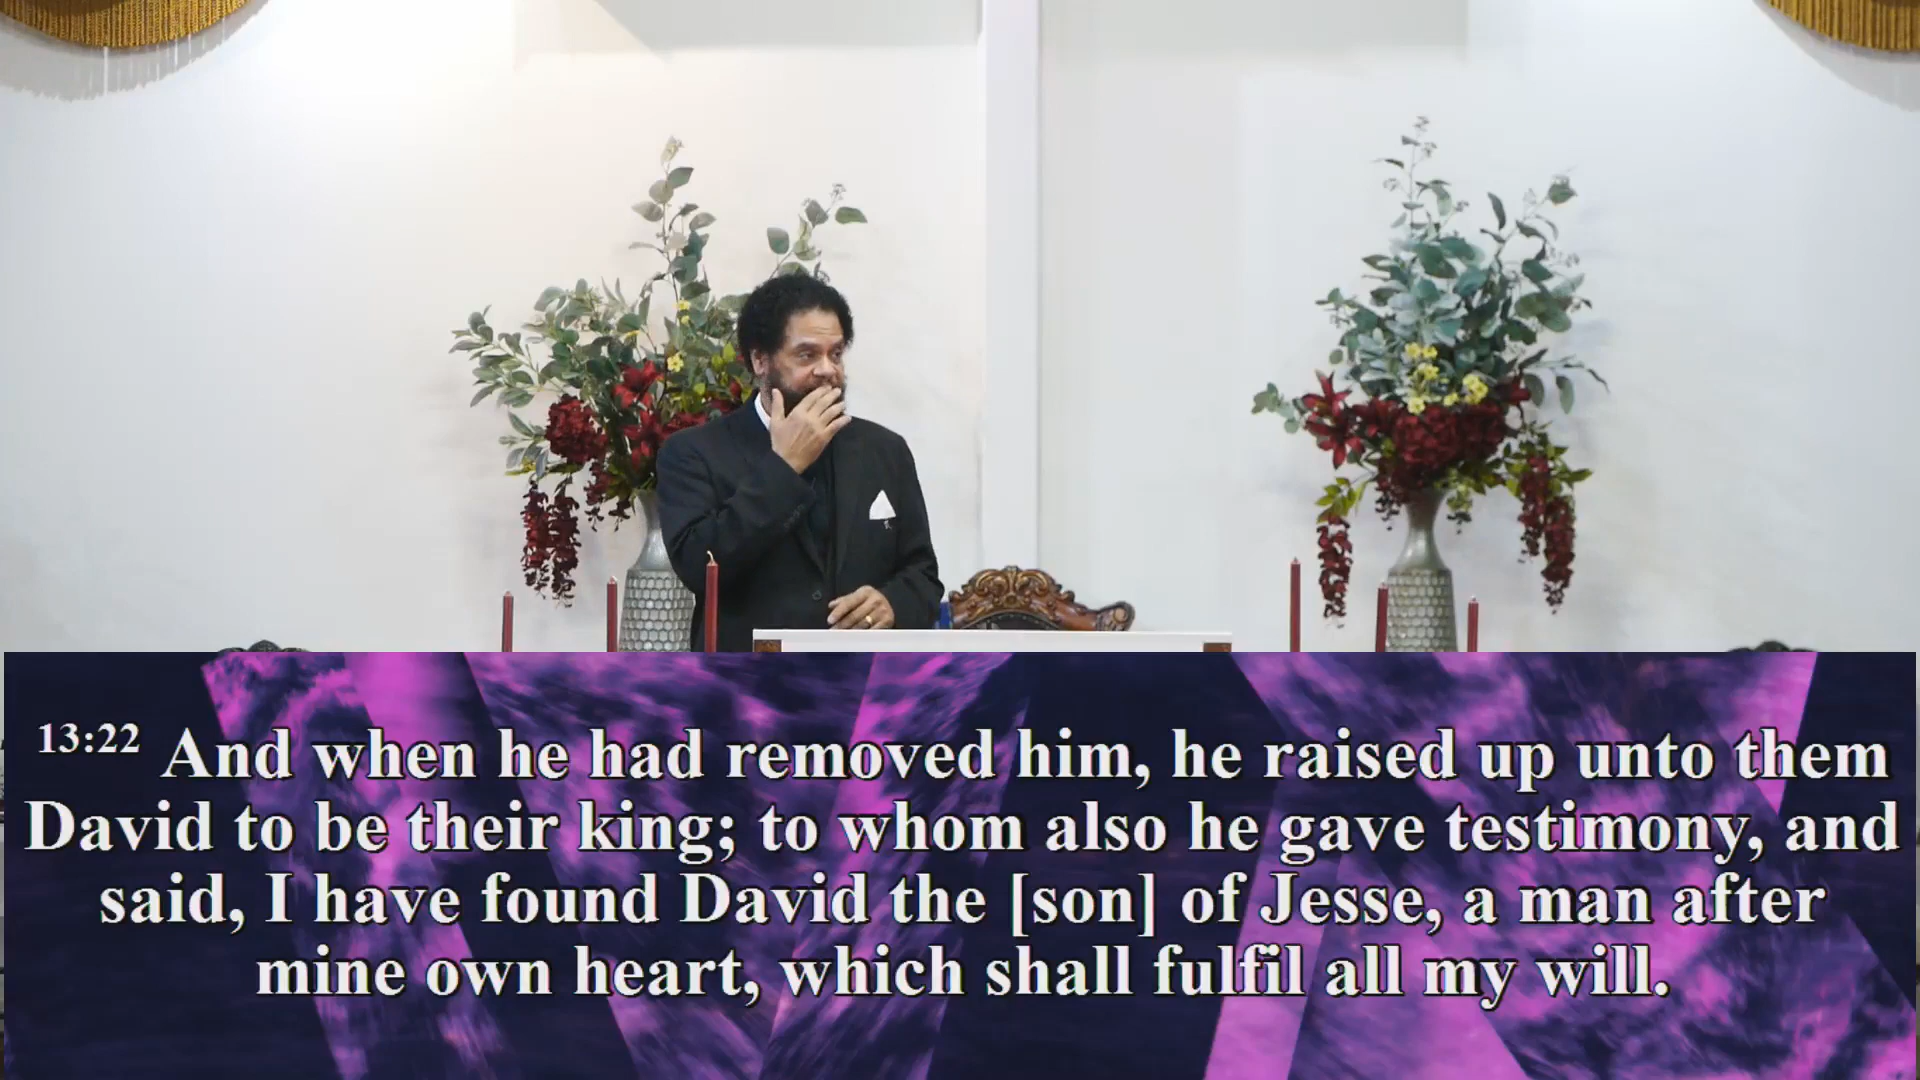 13:22 And when he had removed him, he raised up unto them
David to be their king; to whom also he gave testimony, and
said, I have found David the [son] of Jesse, a man after
mine own heart, which shall fulfil all my will.